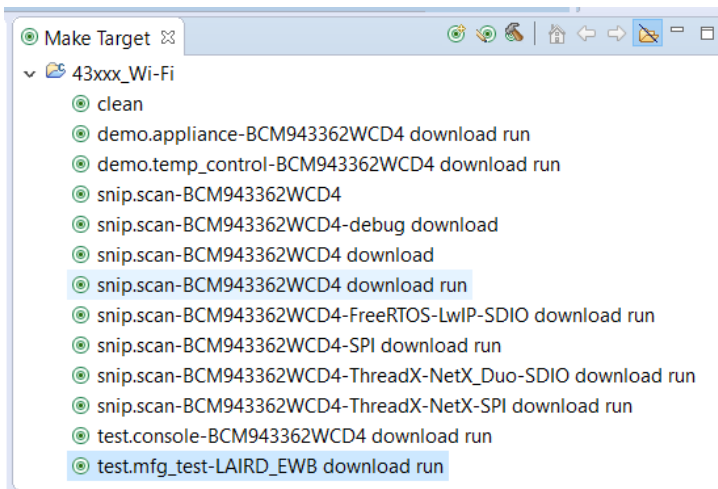 Make Target
43xxx_Wi-Fi
clean
demo.appliance-BCM943362WCD4 download run
demo.temp_control-BCM943362WCD4 download run
snip.scan-BCM943362WCD4
snip.scan-BCM943362WCD4-debug download
snip.scan-BCM943362WCD4 download
snip.scan-BCM943362WCD4 download run
snip.scan-BCM943362WCD4-FreeRTOS-LwIP-SDIO download run
snip.scan-BCM943362WCD4-SPI download run
snip.scan-BCM943362WCD4-ThreadX-NetX_Duo-SDIO download run
snip.scan-BCM943362WCD4-ThreadX-NetX-SPI download run
test.console-BCM943362WCD4 download run
test.mfg_test-LAIRD_EWB download run